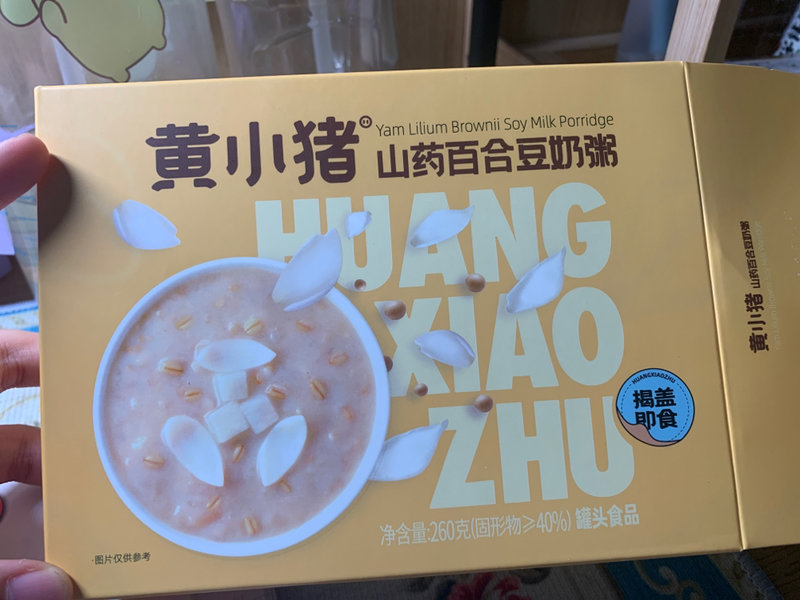 黄小猪
Yam Lilium Brownii Soy Milk Porridge
山药百合豆奶粥
HUANG
XIAO
ZHU
HUANGXIAOZHU
揭盖
即食
净含量:260克(固形物≥40%) 罐头食品
·图片仅供参考
黄小猪 山药百合豆奶粥